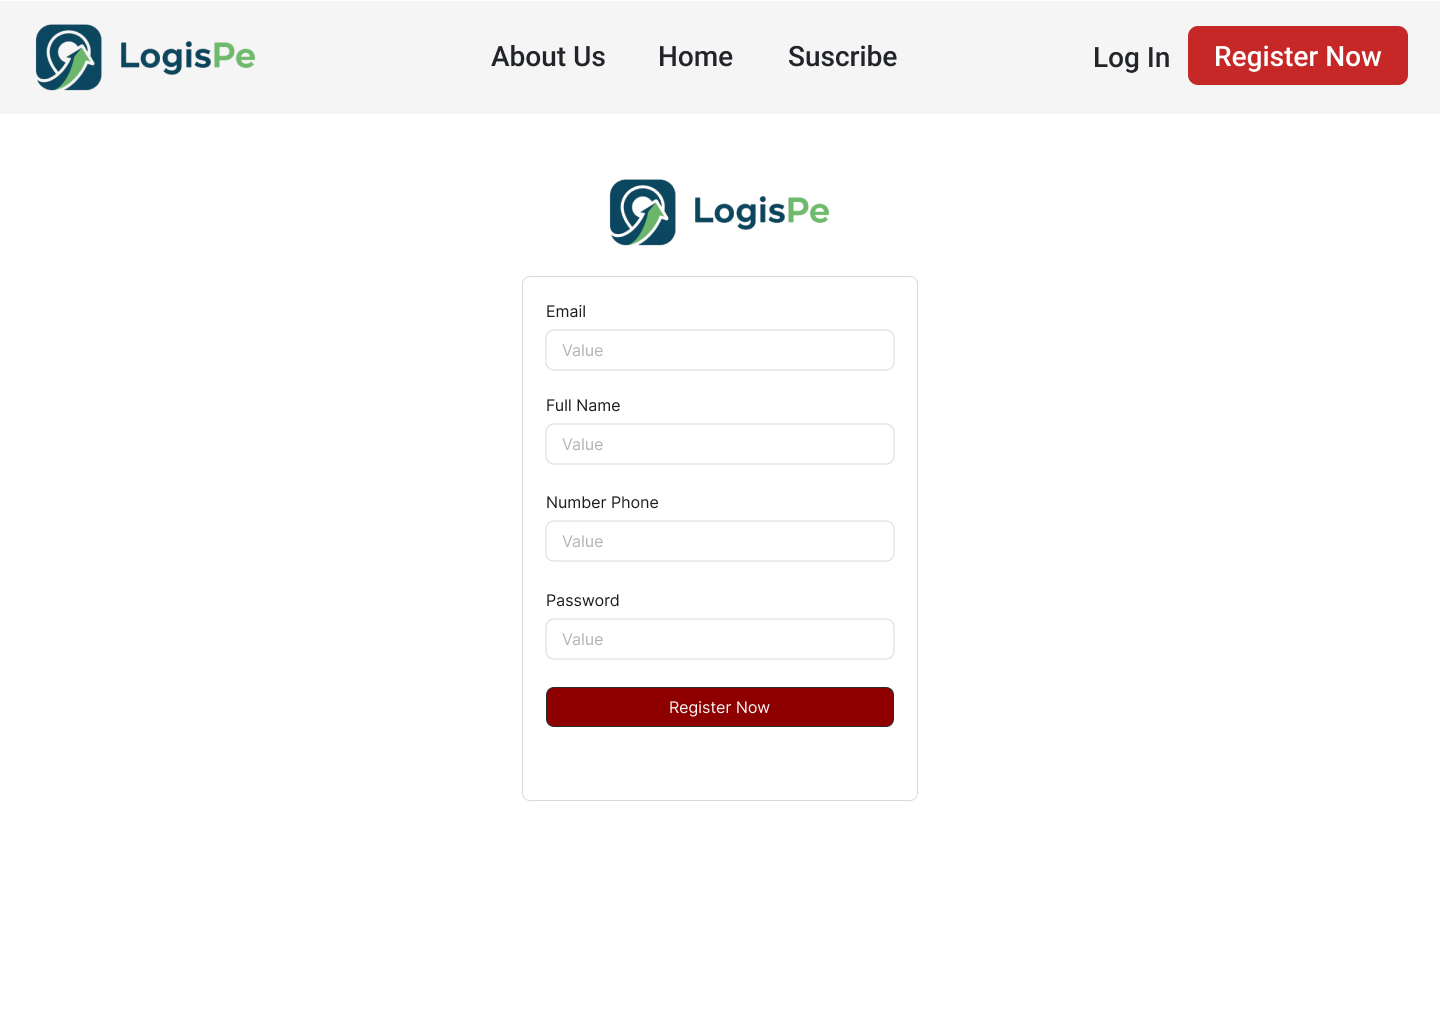 LogisPe
About Us
Home
Suscribe
Log In
Register Now
LogisPe
Email
Value
Full Name
Value
Number Phone
Value
Password
Value
Register Now